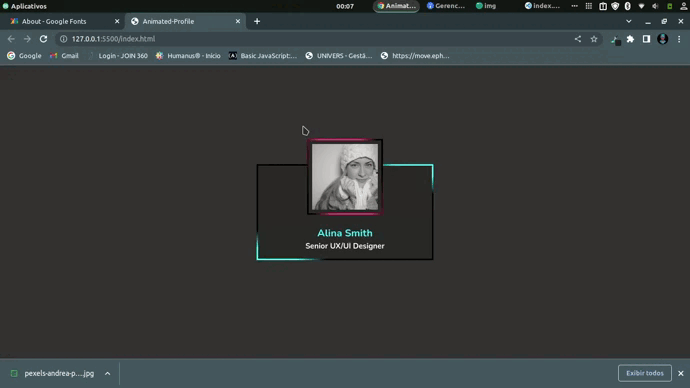 Aplicativos 00:07 Animat... Gerenc... img index....
About - Google Fonts Animated-Profile
127.0.0.1:5500/index.html
Google Gmail Login - JOIN 360 Humanus® - Início Basic JavaScript:... UNIVERS - Gestã... https://move.eph...
Alina Smith
Senior UX/UI Designer
pexels-andrea-p....jpg Exibir todos